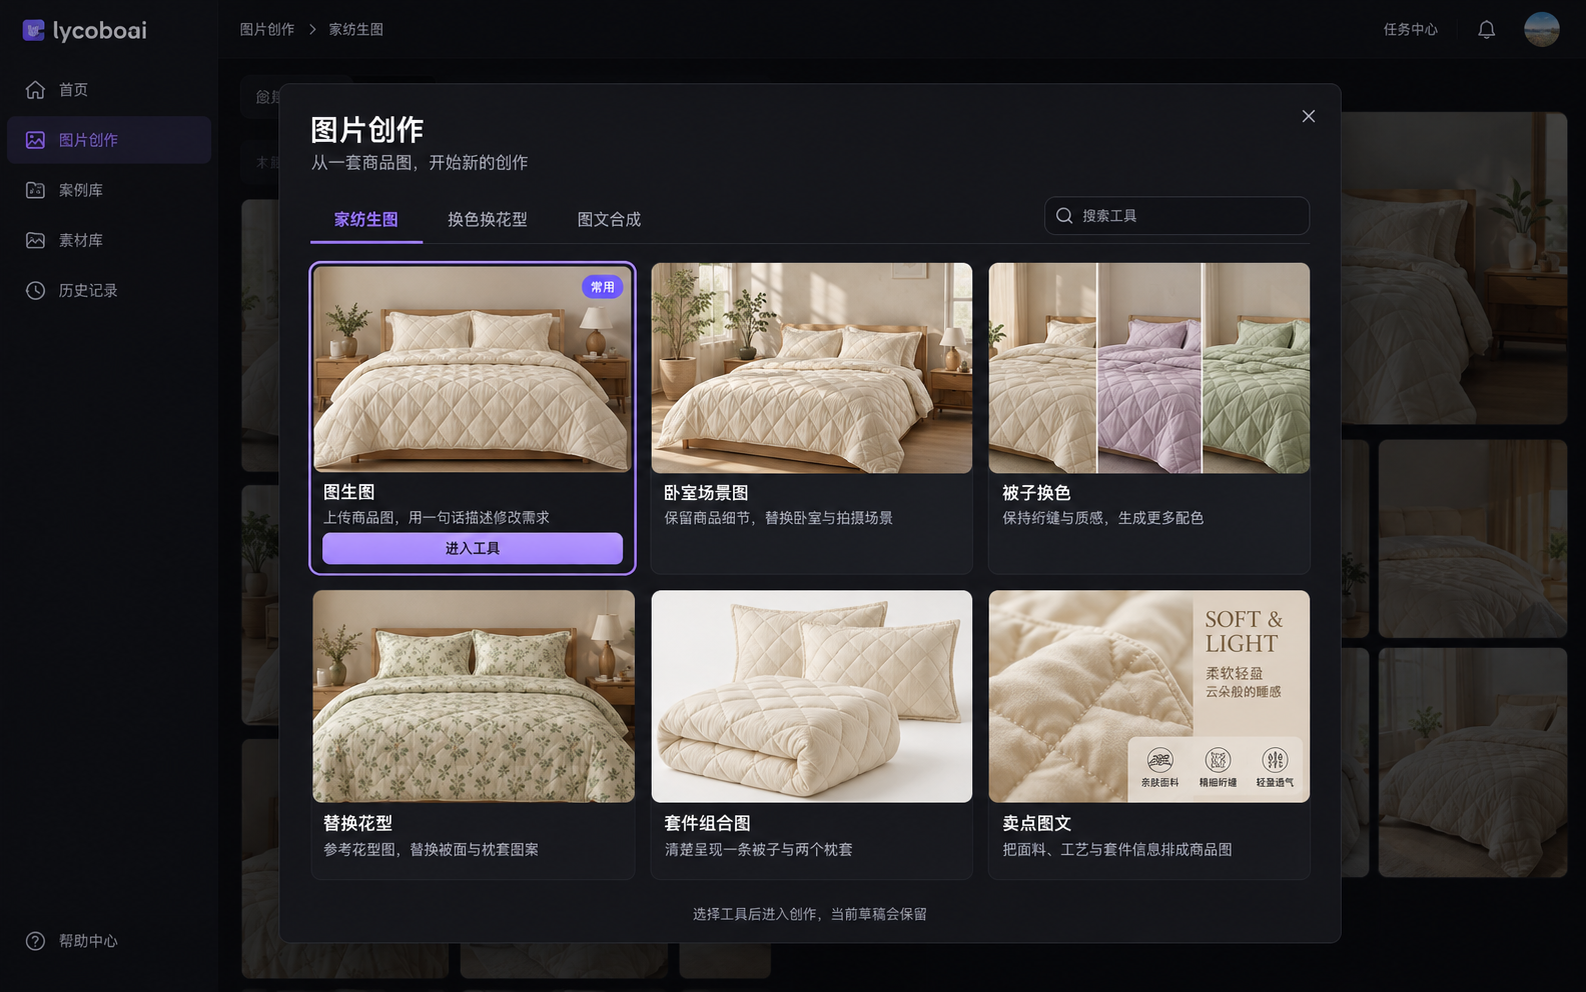 lycoboai
图片创作 > 家纺生图
任务中心
首页
图片创作
案例库
素材库
历史记录
帮助中心
图片创作
从一套商品图，开始新的创作
家纺生图
换色换花型
图文合成
搜索工具
常用
图生图
上传商品图，用一句话描述修改需求
进入工具
卧室场景图
保留商品细节，替换卧室与拍摄场景
被子换色
保持绗缝与质感，生成更多配色
替换花型
参考花型图，替换被面与枕套图案
套件组合图
清楚呈现一条被子与两个枕套
SOFT &
LIGHT
柔软轻盈
云朵般的睡感
亲肤面料
精细绗缝
轻盈透气
卖点图文
把面料、工艺与套件信息排成商品图
选择工具后进入创作，当前草稿会保留